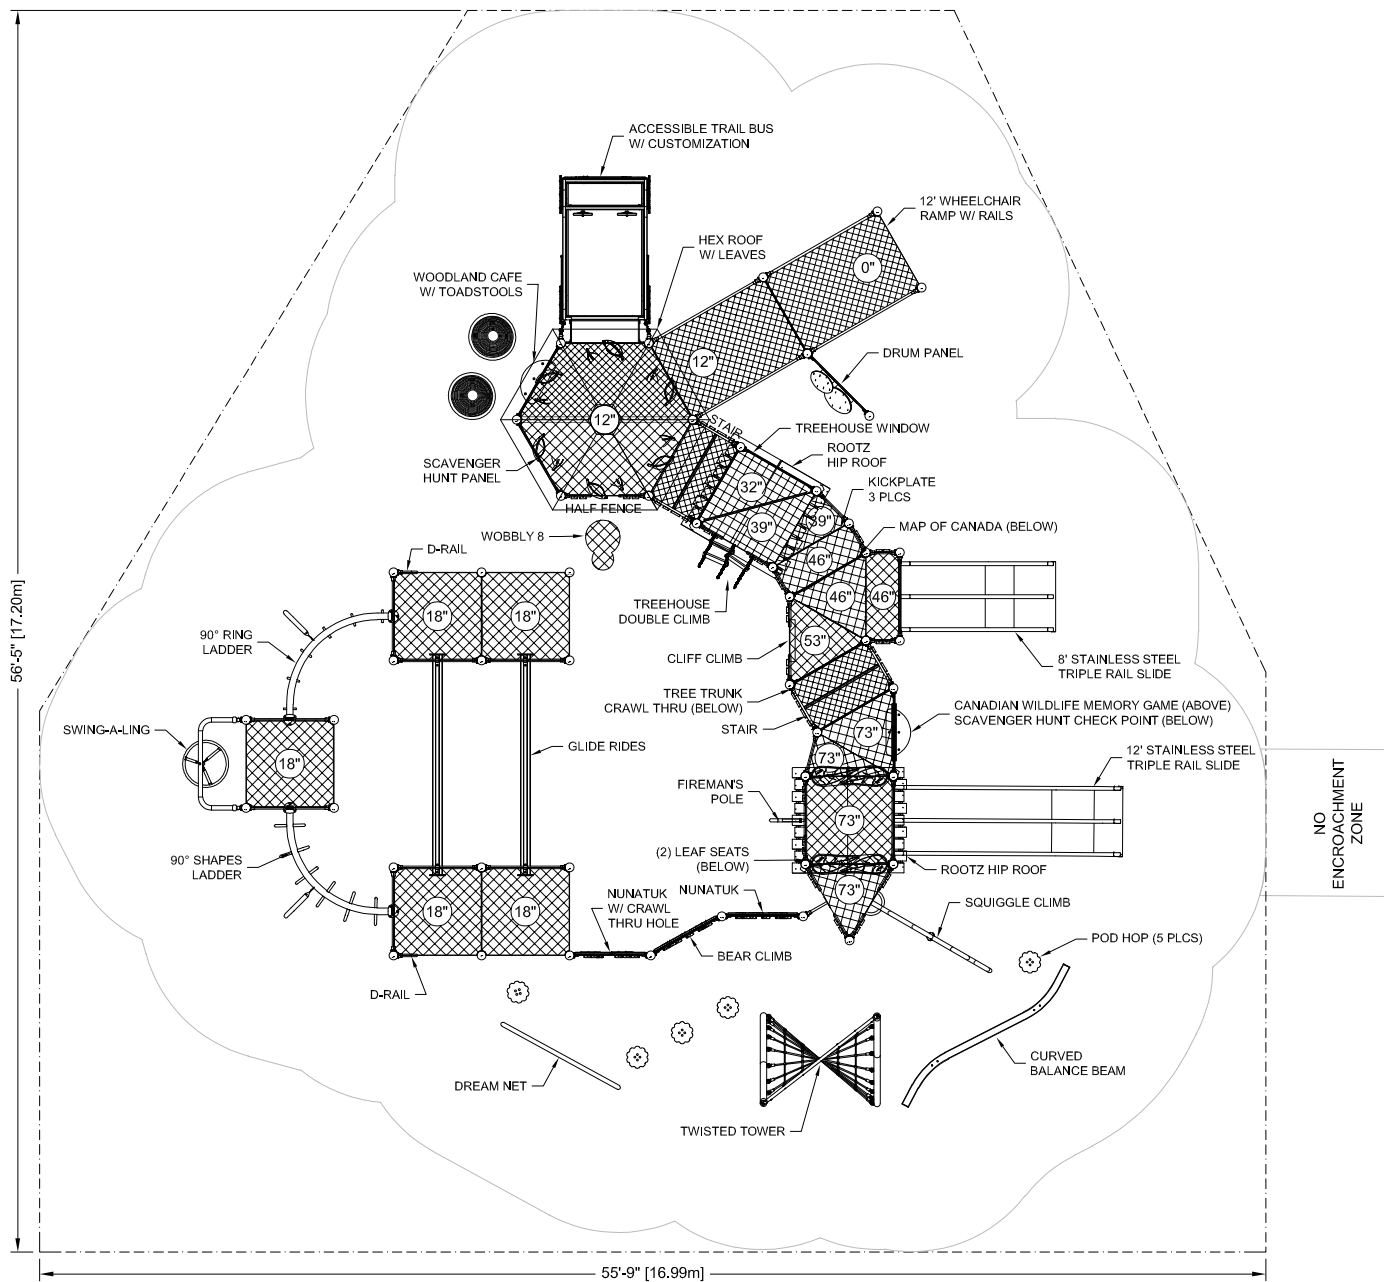 ACCESSIBLE TRAIL BUS
W/ CUSTOMIZATION
12' WHEELCHAIR
RAMP W/ RAILS
HEX ROOF
W/ LEAVES
0"
WOODLAND CAFE
W/ TOADSTOOLS
12"
DRUM PANEL
12"
STAIR
TREEHOUSE WINDOW
ROOTZ
HIP ROOF
SCAVENGER
HUNT PANEL
KICKPLATE
3 PLCS
32"
39"
39"
HALF FENCE
MAP OF CANADA (BELOW)
WOBBLY 8
D-RAIL
46"
46"
46"
TREEHOUSE
DOUBLE CLIMB
18"
18"
90° RING
LADDER
53"
CLIFF CLIMB
8' STAINLESS STEEL
TRIPLE RAIL SLIDE
56'-5" [17.20m]
TREE TRUNK
CRAWL THRU (BELOW)
CANADIAN WILDLIFE MEMORY GAME (ABOVE)
SCAVENGER HUNT CHECK POINT (BELOW)
SWING-A-LING
STAIR
73"
GLIDE RIDES
18"
73"
12' STAINLESS STEEL
TRIPLE RAIL SLIDE
FIREMAN'S
POLE
73"
NO
ENCROACHMENT
ZONE
90° SHAPES
LADDER
(2) LEAF SEATS
(BELOW)
ROOTZ HIP ROOF
73"
NUNATUK
W/ CRAWL
THRU HOLE
NUNATUK
SQUIGGLE CLIMB
18"
18"
POD HOP (5 PLCS)
BEAR CLIMB
D-RAIL
DREAM NET
CURVED
BALANCE BEAM
TWISTED TOWER
55'-9" [16.99m]